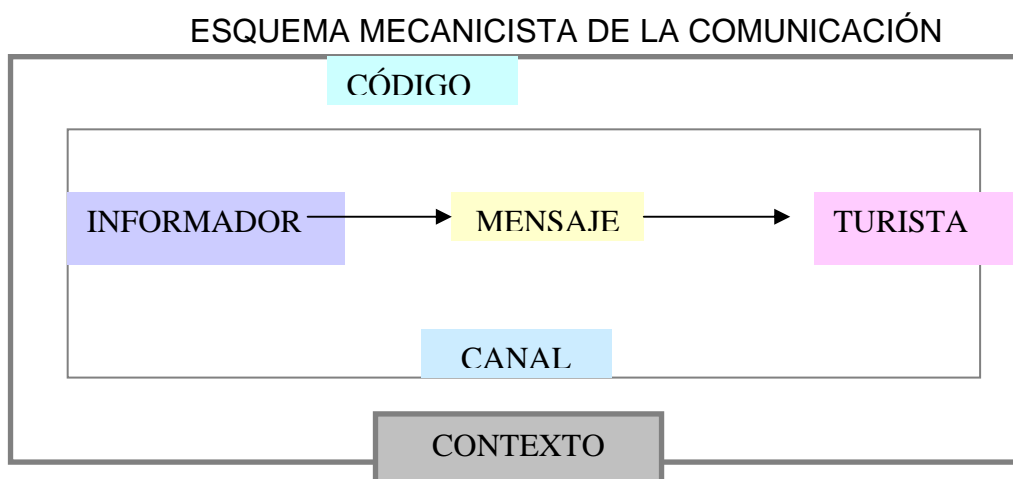 ESQUEMA MECANICISTA DE LA COMUNICACIÓN
CÓDIGO
INFORMADOR MENSAJE TURISTA
CANAL
CONTEXTO